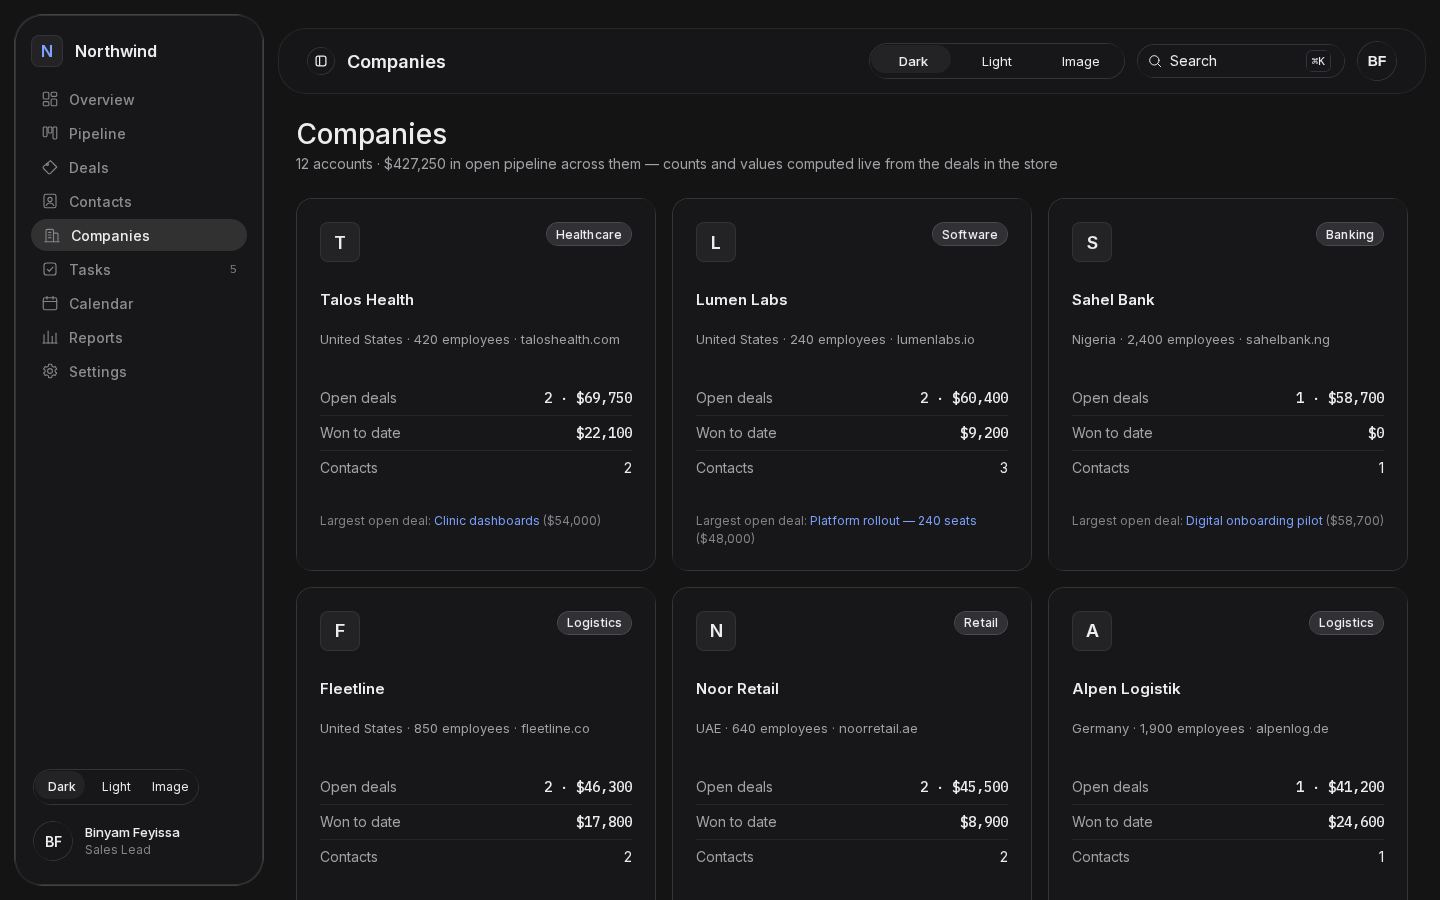 N Northwind
Overview
Pipeline
Deals
Contacts
Companies
Tasks 5
Calendar
Reports
Settings
Dark Light Image
BF Binyam Feyissa
Sales Lead
Companies
Dark Light Image
Search ⌘K
BF
Companies
12 accounts · $427,250 in open pipeline across them — counts and values computed live from the deals in the store
T Healthcare
Talos Health
United States · 420 employees · taloshealth.com
Open deals 2 · $69,750
Won to date $22,100
Contacts 2
Largest open deal: Clinic dashboards ($54,000)
L Software
Lumen Labs
United States · 240 employees · lumenlabs.io
Open deals 2 · $60,400
Won to date $9,200
Contacts 3
Largest open deal: Platform rollout — 240 seats
($48,000)
S Banking
Sahel Bank
Nigeria · 2,400 employees · sahelbank.ng
Open deals 1 · $58,700
Won to date $0
Contacts 1
Largest open deal: Digital onboarding pilot ($58,700)
F Logistics
Fleetline
United States · 850 employees · fleetline.co
Open deals 2 · $46,300
Won to date $17,800
Contacts 2
N Retail
Noor Retail
UAE · 640 employees · noorretail.ae
Open deals 2 · $45,500
Won to date $8,900
Contacts 2
A Logistics
Alpen Logistik
Germany · 1,900 employees · alpenlog.de
Open deals 1 · $41,200
Won to date $24,600
Contacts 1